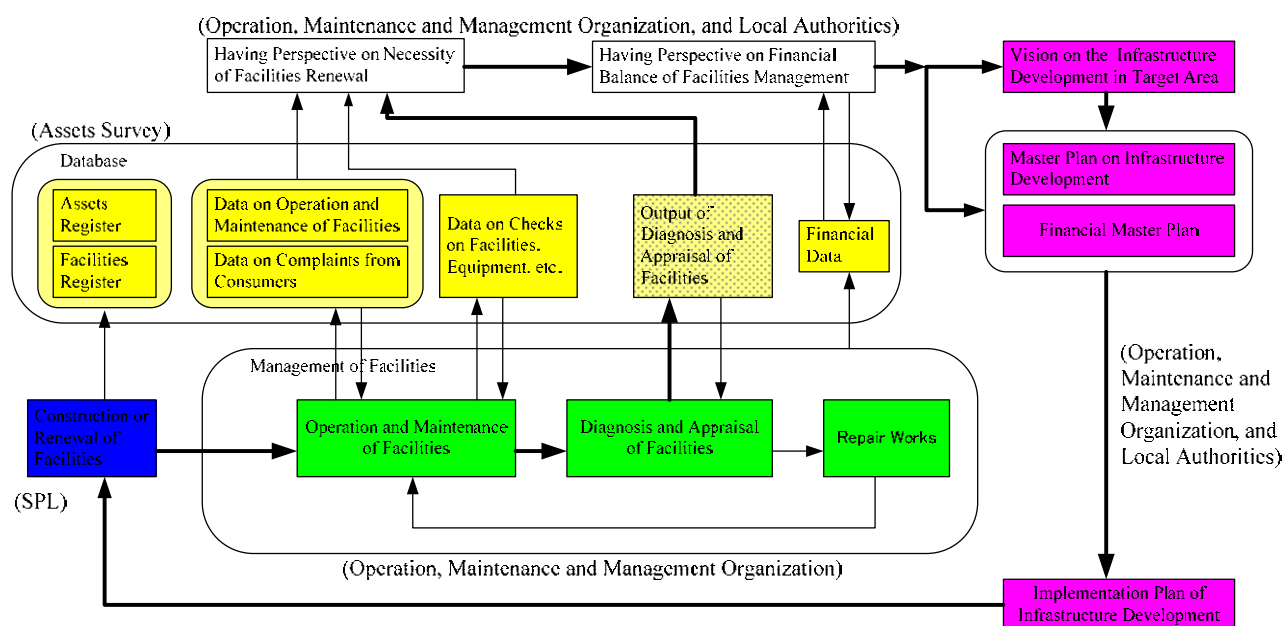 (Operation, Maintenance and Management Organization, and Local Authorities)
Having Perspective on Necessity
of Facilities Renewal
Having Perspective on Financial
Balance of Facilities Management
Vision on the Infrastructure
Development in Target Area
(Assets Survey)
Database
Assets
Register
Facilities
Register
Data on Operation and
Maintenance of Facilities
Data on Complaints from
Consumers
Data on Checks
on Facilities.
Equipment. etc.
Output of
Diagnosis and
Appraisal of
Facilities
Financial
Data
Master Plan on Infrastructure
Development
Financial Master Plan
(Operation,
Maintenance and
Management
Organization, and
Local Authorities)
Management of Facilities
Construction or
Renewal of
Facilities
Operation and Maintenance
of Facilities
Diagnosis and Appraisal
of Facilities
Repair Works
(SPL)
(Operation, Maintenance and Management Organization)
Implementation Plan of
Infrastructure Development